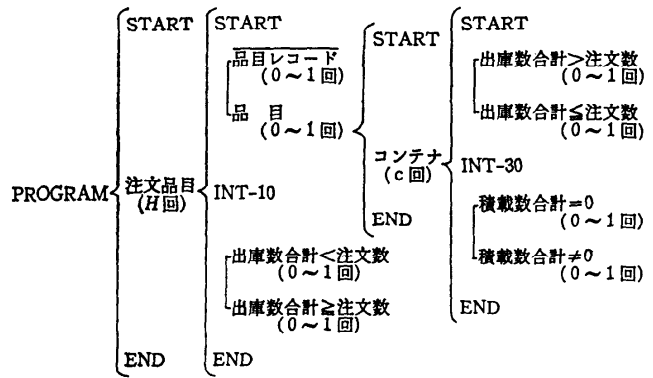 PROGRAM
START
注文品目
(H回)
END
START
品目レコード
(0～1回)
品　目
(0～1回)
INT-10
出庫数合計＜注文数
(0～1回)
出庫数合計≧注文数
(0～1回)
END
START
コンテナ
(c回)
END
START
出庫数合計＞注文数
(0～1回)
出庫数合計≦注文数
(0～1回)
INT-30
積載数合計=0
(0～1回)
積載数合計≠0
(0～1回)
END